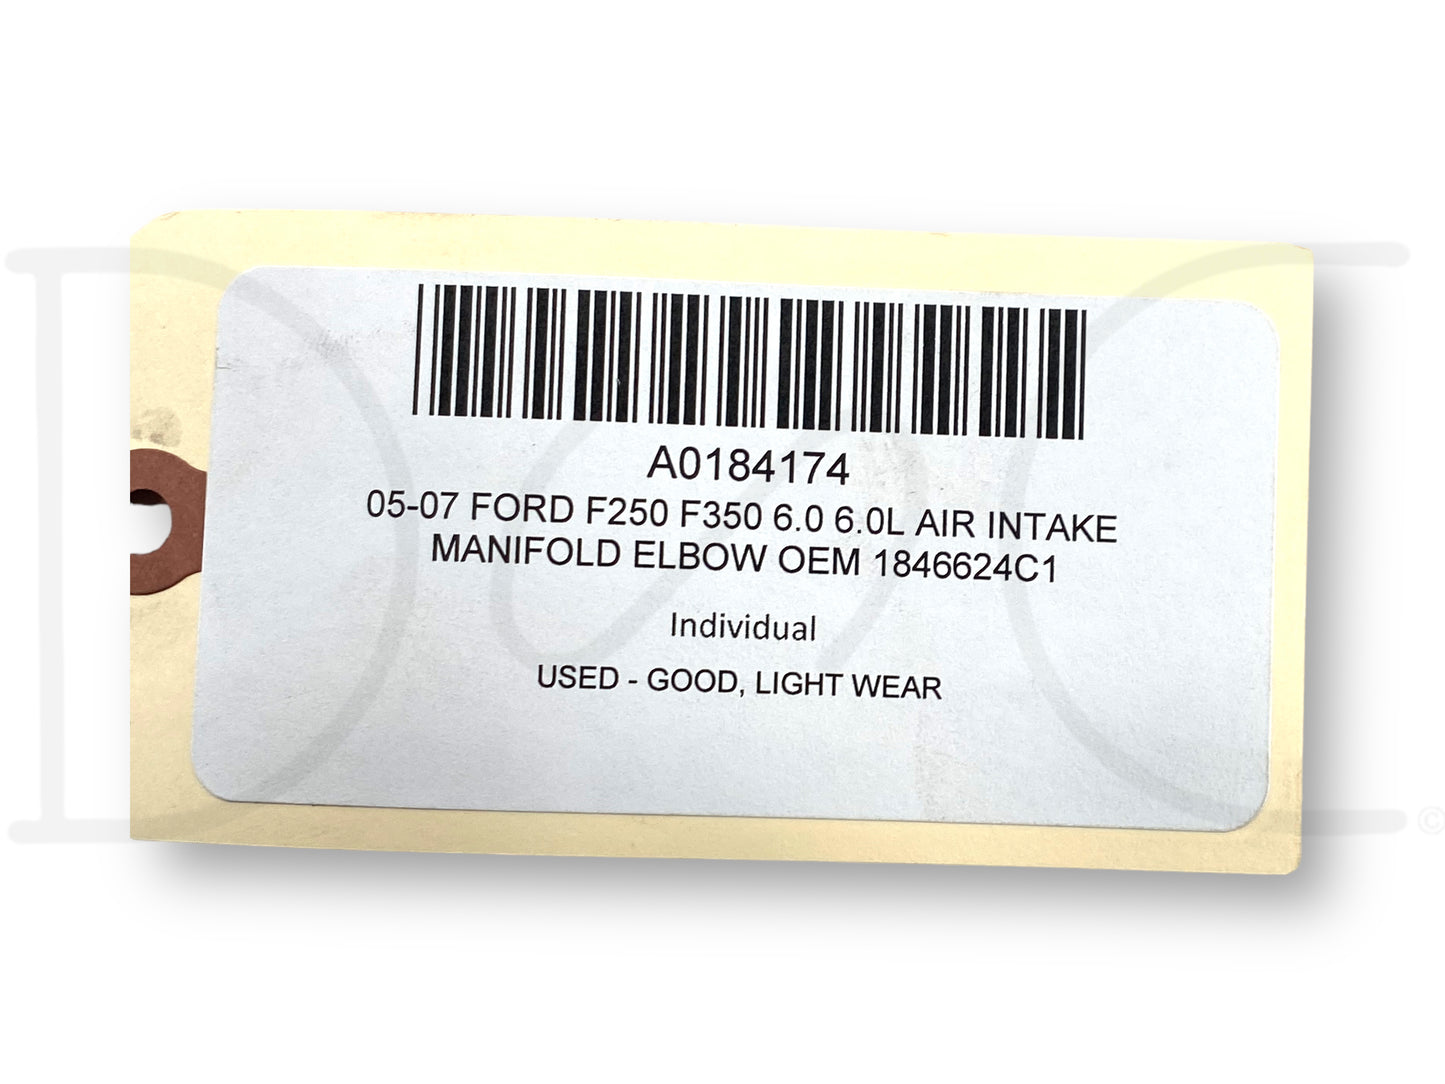 A0184174
05-07 FORD F250 F350 6.0 6.0L AIR INTAKE
MANIFOLD ELBOW OEM 1846624C1
Individual
USED - GOOD, LIGHT WEAR
©